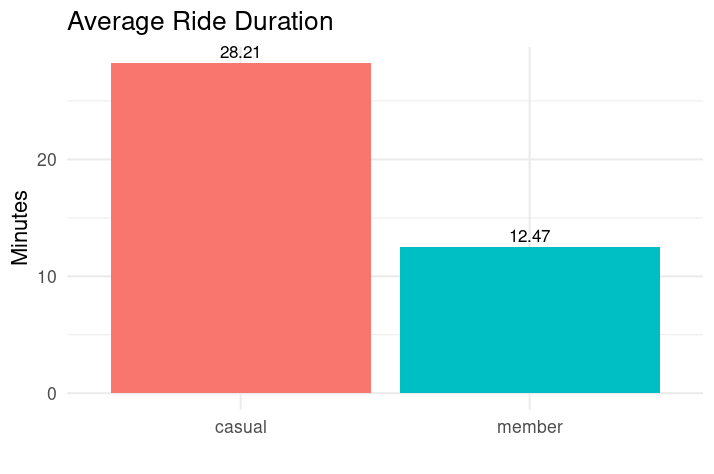 Average Ride Duration
28.21
12.47
Minutes
20
10
0
casual
member